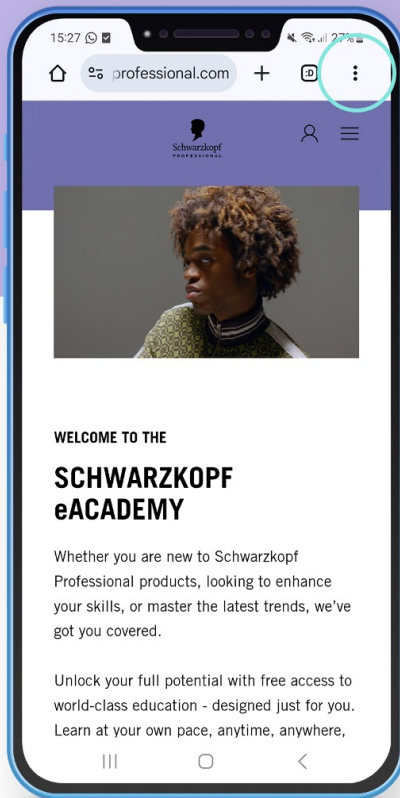 15:27 27%
professional.com
:D
Schwarzkopf
PROFESSIONAL
WELCOME TO THE
SCHWARZKOPF
eACADEMY
Whether you are new to Schwarzkopf
Professional products, looking to enhance
your skills, or master the latest trends, we’ve
got you covered.
Unlock your full potential with free access to
world-class education - designed just for you.
Learn at your own pace, anytime, anywhere,